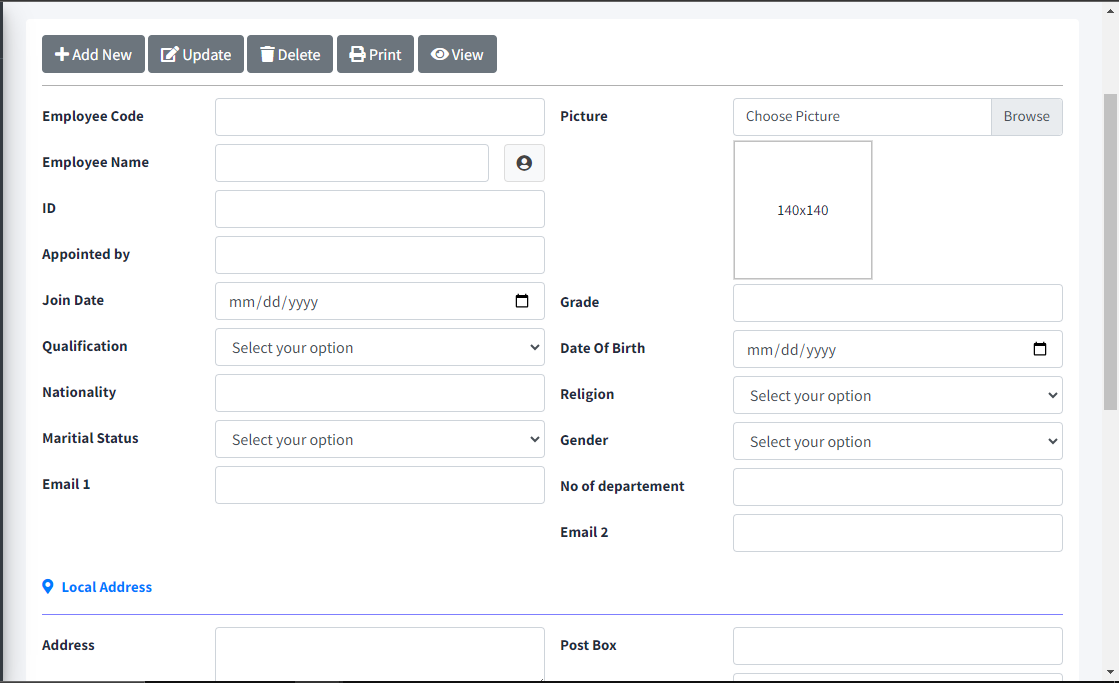 Add New Update Delete Print View
Employee Code
Picture Choose Picture Browse
Employee Name
140x140
ID
Appointed by
Join Date mm/dd/yyyy
Grade
Qualification Select your option
Date Of Birth mm/dd/yyyy
Nationality
Religion Select your option
Maritial Status Select your option
Gender Select your option
Email 1
No of departement
Email 2
Local Address
Address
Post Box